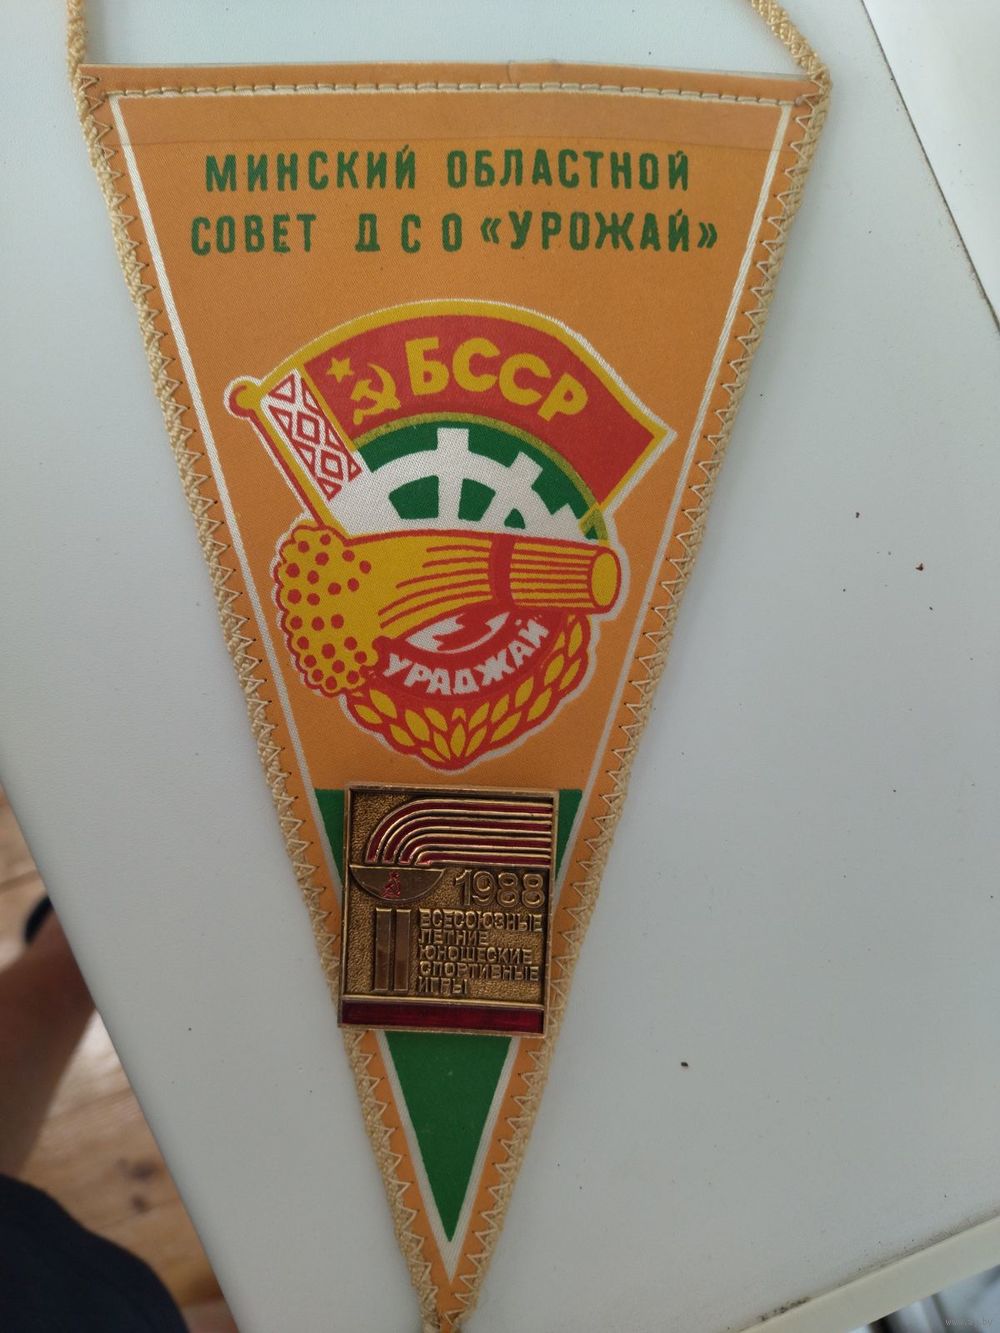 МИНСКИЙ ОБЛАСТНОЙ
СОВЕТ ДСО «УРОЖАЙ»
БССР
УРАДЖАЙ
1988
II
ВСЕСОЮЗНЫЕ
ЛЕТНИЕ
ЮНОШЕСКИЕ
СПОРТИВНЫЕ
ИГРЫ